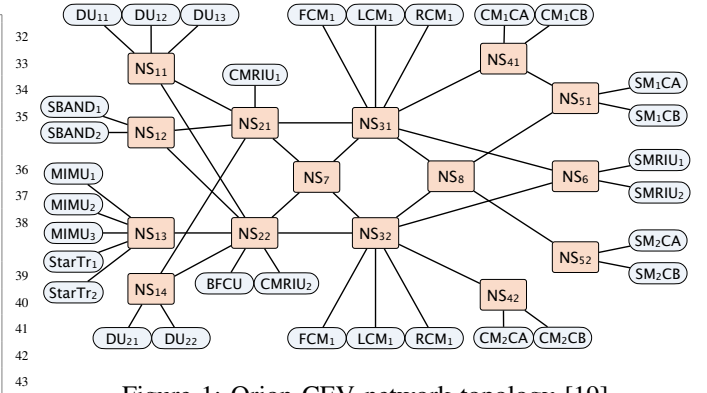 DU11 DU12 DU13 FCM1 LCM1 RCM1 CM1CA CM1CB
32
33 NS11 CMRIU1 NS41
34 SM1CA
SBAND1 NS51
35 NS21 NS31 SM1CB
SBAND2 NS12
36 MIMU1 NS7 NS8 NS6 SMRIU1
37 MIMU2 SMRIU2
38 MIMU3 NS13 NS22 NS32 SM2CA
StarTr1 NS52
39 StarTr2 NS14 BFCU CMRIU2 NS42 SM2CB
40
41 DU21 DU22 FCM1 LCM1 RCM1 CM2CA CM2CB
42
43
Figure 1: Orion CEV network topology [19]